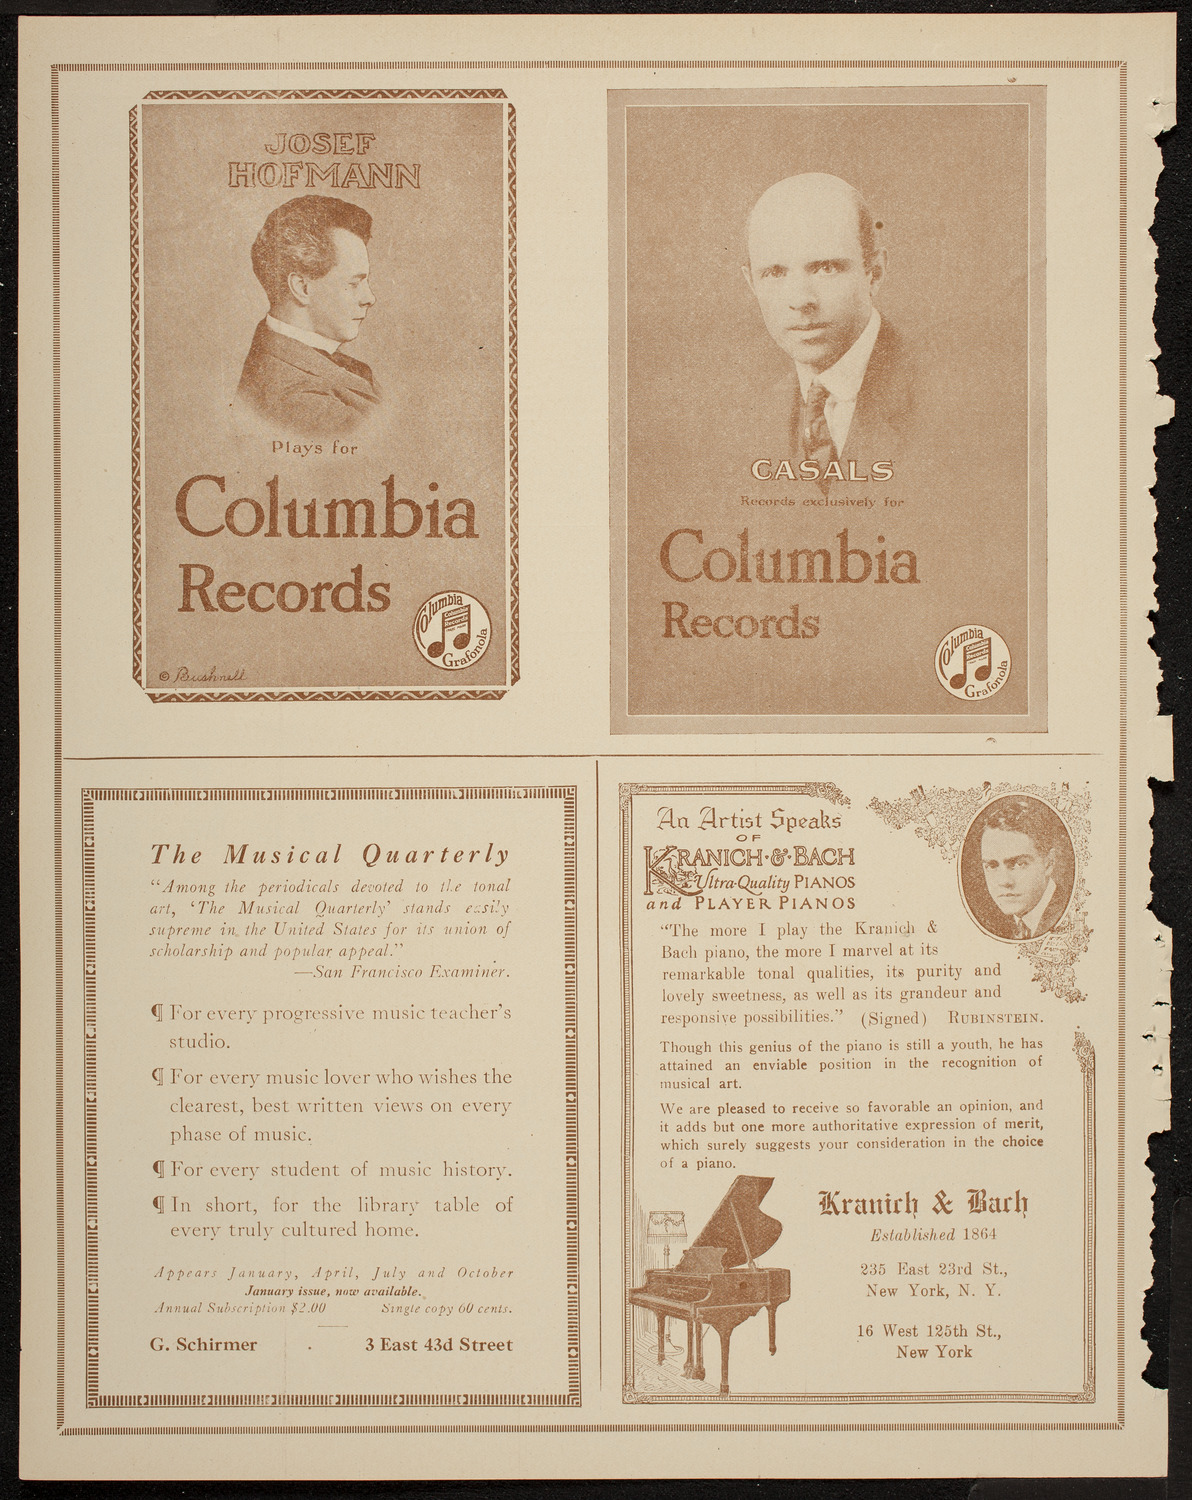 JOSEF
HOFMANN
Plays for
Columbia
Records
Columbia
Columbia
Records
Grafonola
© Bushnell
CASALS
Records exclusively for
Columbia
Records
Columbia
Columbia
Records
Grafonola
The Musical Quarterly
“Among the periodicals devoted to the tonal
art, ‘The Musical Quarterly’ stands easily
supreme in the United States for its union of
scholarship and popular appeal.”
—San Francisco Examiner.
¶ For every progressive music teacher’s
studio.
¶ For every music lover who wishes the
clearest, best written views on every
phase of music.
¶ For every student of music history.
¶ In short, for the library table of
every truly cultured home.
Appears January, April, July and October
January issue, now available.
Annual Subscription $2.00 Single copy 60 cents.
G. Schirmer . 3 East 43d Street
An Artist Speaks
OF
KRANICH·&·BACH
Ultra-Quality PIANOS
and PLAYER PIANOS
“The more I play the Kranich &
Bach piano, the more I marvel at its
remarkable tonal qualities, its purity and
lovely sweetness, as well as its grandeur and
responsive possibilities.” (Signed) RUBINSTEIN.
Though this genius of the piano is still a youth, he has
attained an enviable position in the recognition of
musical art.
We are pleased to receive so favorable an opinion, and
it adds but one more authoritative expression of merit,
which surely suggests your consideration in the choice
of a piano.
Kranich & Bach
Established 1864
235 East 23rd St.,
New York, N. Y.
16 West 125th St.,
New York